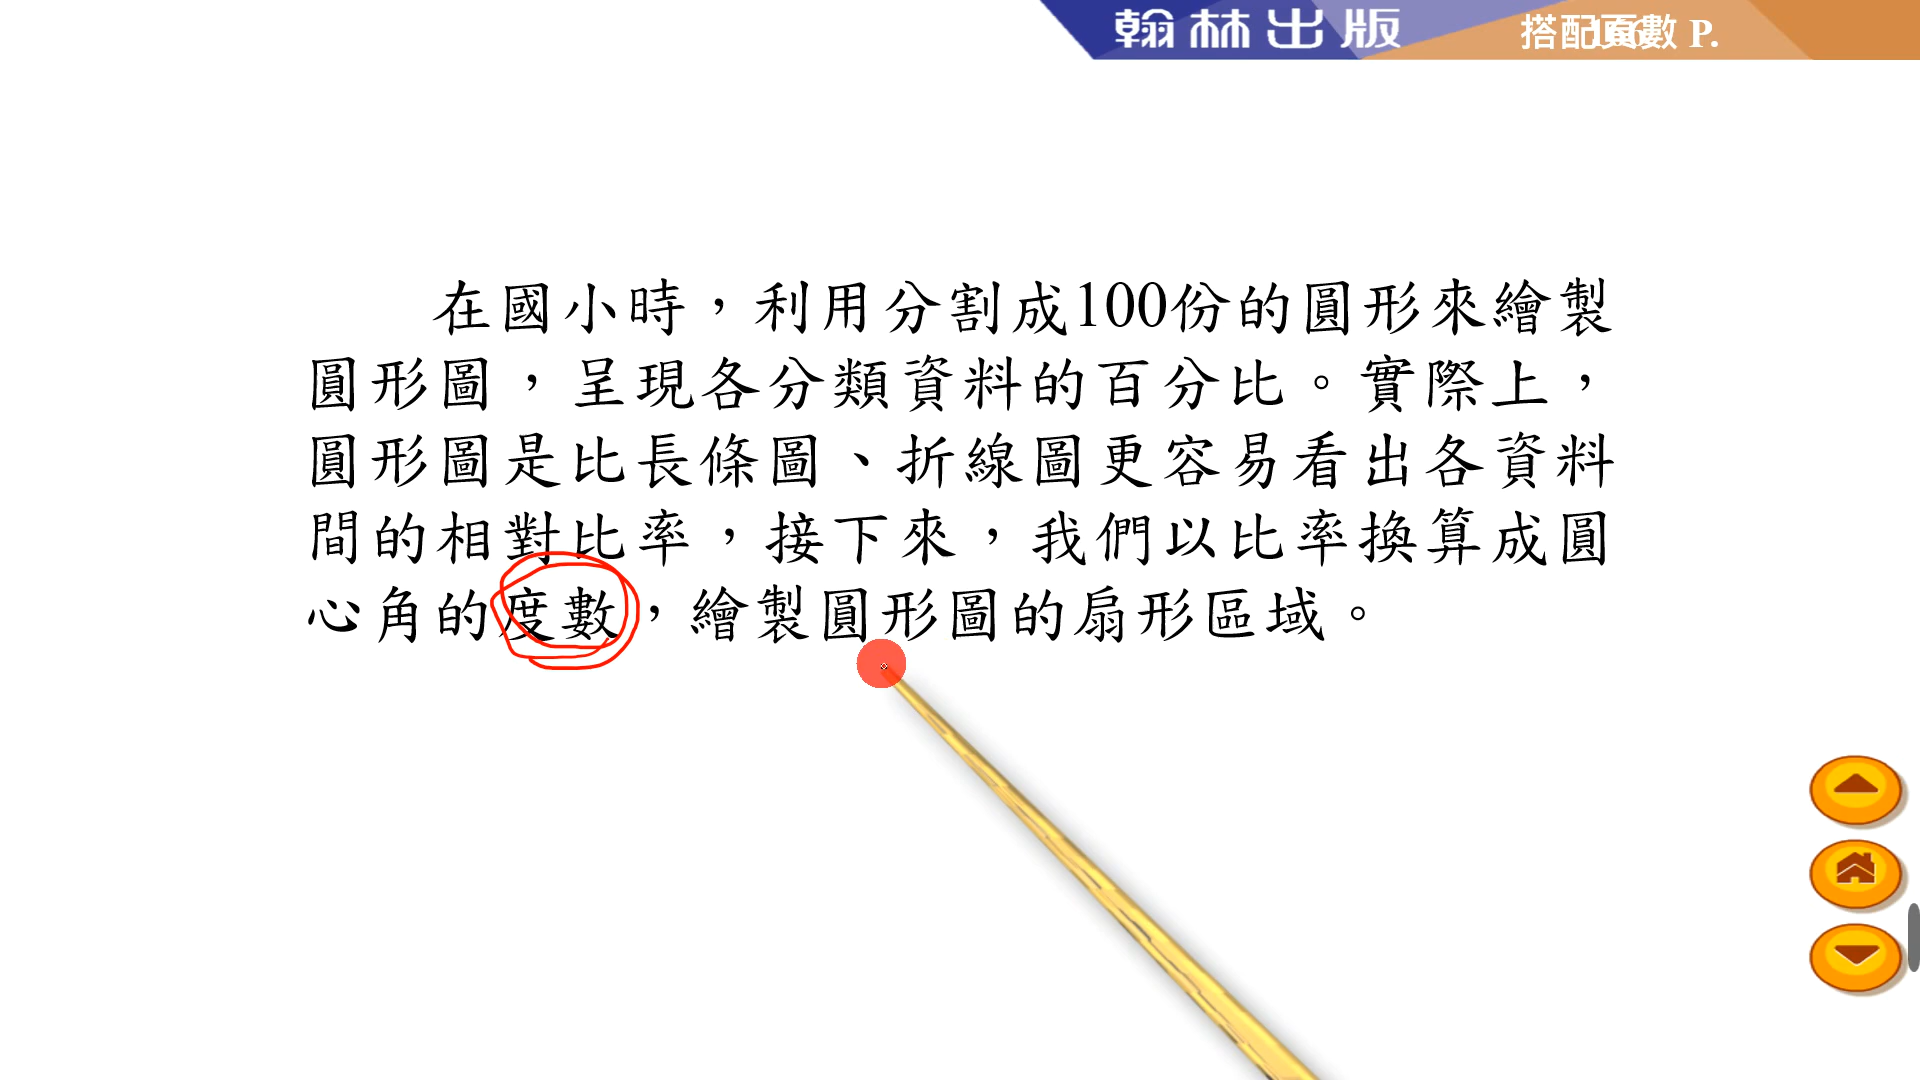 翰林出版
搭配頁數 P.
在國小時，利用分割成100份的圓形來繪製
圓形圖，呈現各分類資料的百分比。實際上，
圓形圖是比長條圖、折線圖更容易看出各資料
間的相對比率，接下來，我們以比率換算成圓
心角的度數，繪製圓形圖的扇形區域。